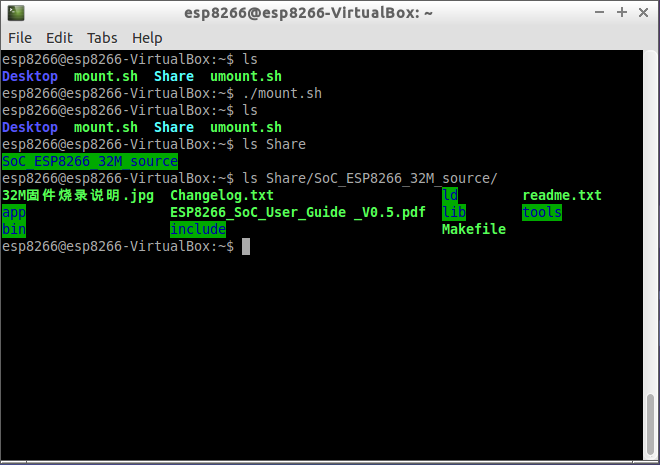 esp8266@esp8266-VirtualBox: ~
File Edit Tabs Help
esp8266@esp8266-VirtualBox:~$ ls
Desktop mount.sh Share umount.sh
esp8266@esp8266-VirtualBox:~$ ./mount.sh
esp8266@esp8266-VirtualBox:~$ ls
Desktop mount.sh Share umount.sh
esp8266@esp8266-VirtualBox:~$ ls Share
SoC_ESP8266_32M_source
esp8266@esp8266-VirtualBox:~$ ls Share/SoC_ESP8266_32M_source/
32M固件烧录说明.jpg Changelog.txt ld readme.txt
app ESP8266_SoC_User_Guide _V0.5.pdf lib tools
bin include Makefile
esp8266@esp8266-VirtualBox:~$